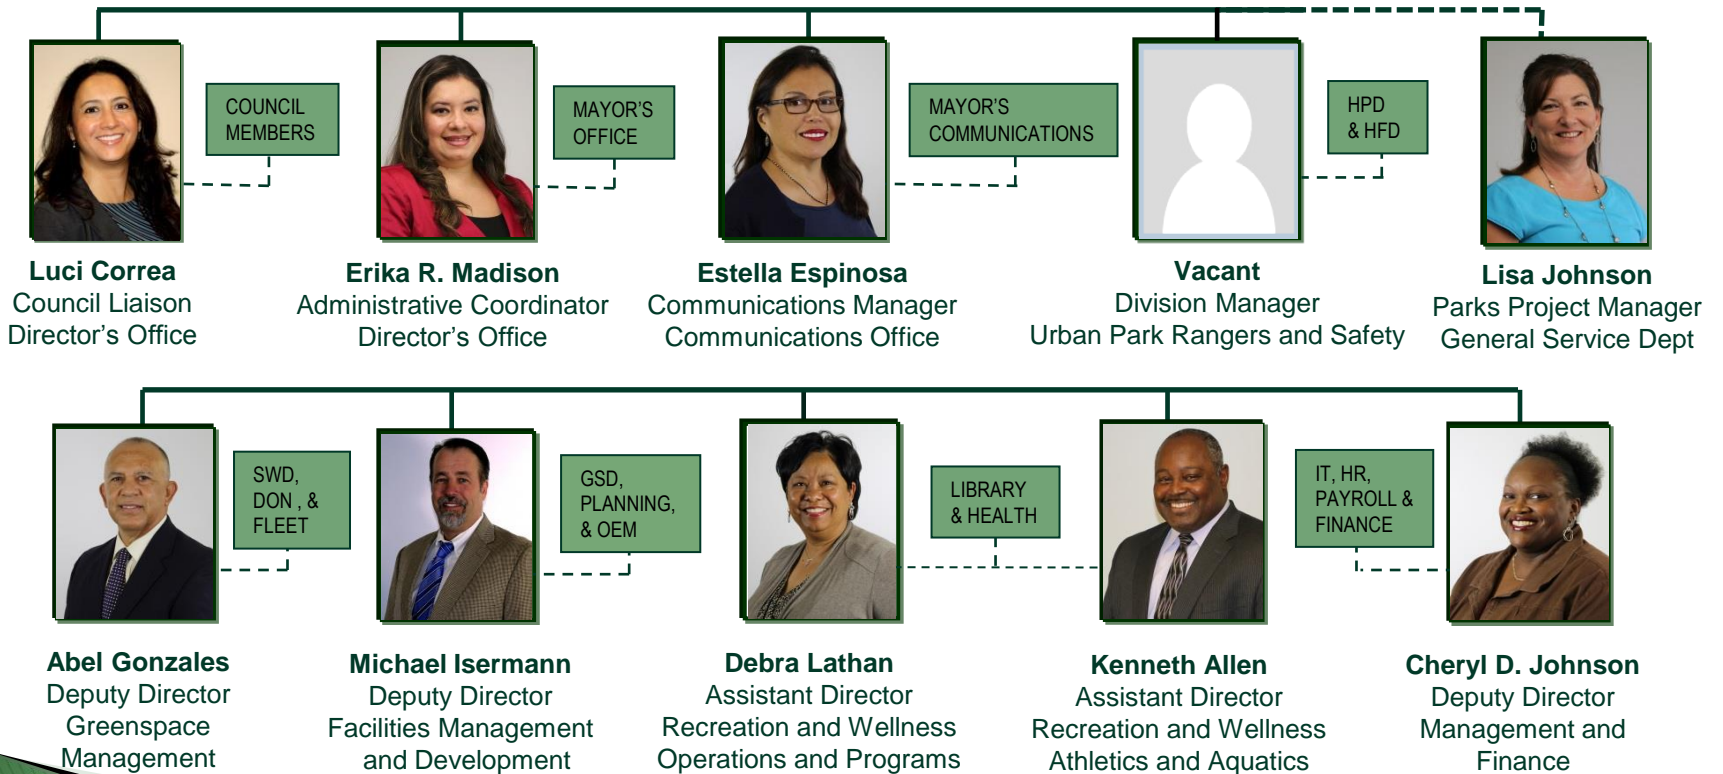 COUNCIL
MEMBERS
MAYOR'S
OFFICE
MAYOR'S
COMMUNICATIONS
HPD
& HFD
Luci Correa
Council Liaison
Director's Office
Erika R. Madison
Administrative Coordinator
Director's Office
Estella Espinosa
Communications Manager
Communications Office
Vacant
Division Manager
Urban Park Rangers and Safety
Lisa Johnson
Parks Project Manager
General Service Dept
SWD,
DON , &
FLEET
GSD,
PLANNING,
& OEM
LIBRARY
& HEALTH
IT, HR,
PAYROLL &
FINANCE
Abel Gonzales
Deputy Director
Greenspace
Management
Michael Isermann
Deputy Director
Facilities Management
and Development
Debra Lathan
Assistant Director
Recreation and Wellness
Operations and Programs
Kenneth Allen
Assistant Director
Recreation and Wellness
Athletics and Aquatics
Cheryl D. Johnson
Deputy Director
Management and
Finance